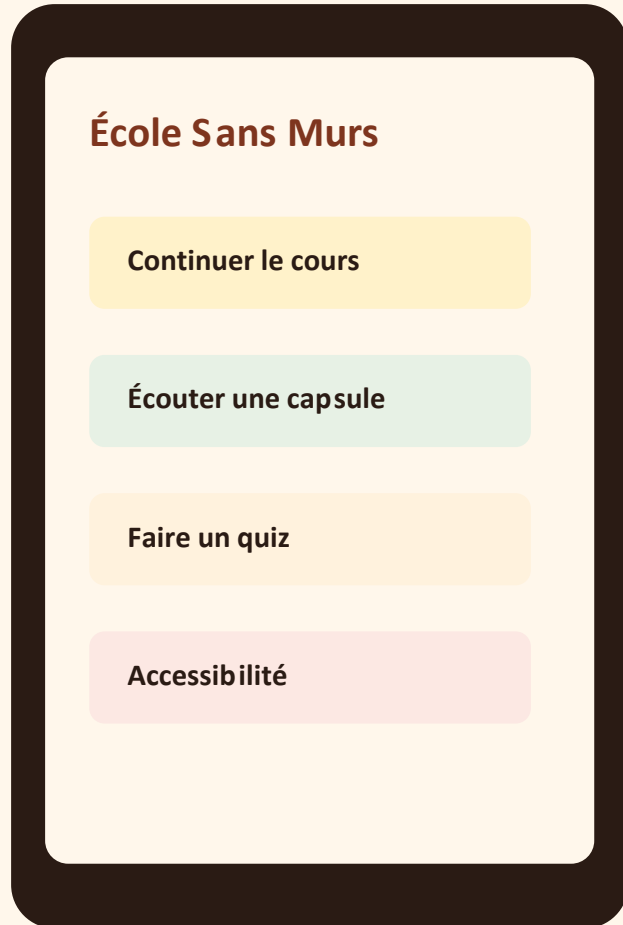 École Sans Murs
Continuer le cours
Écouter une capsule
Faire un quiz
Accessibilité